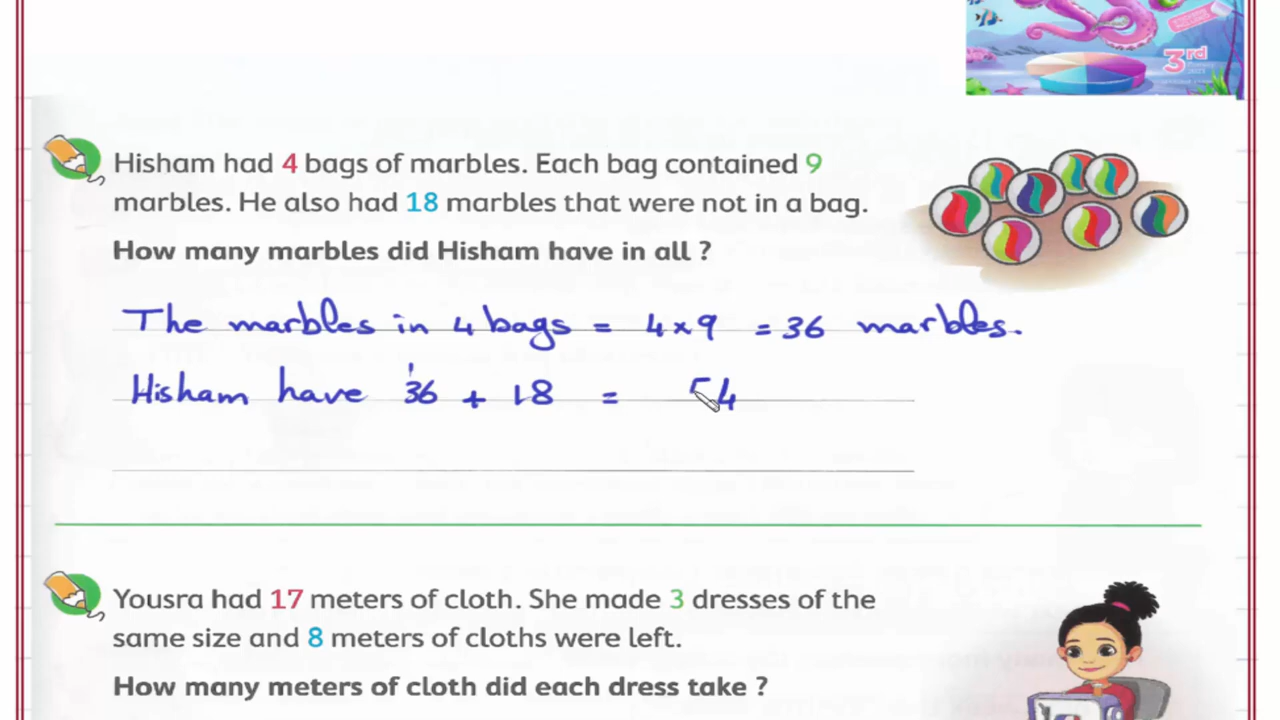 3rd
Hisham had 4 bags of marbles. Each bag contained 9
marbles. He also had 18 marbles that were not in a bag.
How many marbles did Hisham have in all ?
The marbles in 4 bags = 4 × 9 = 36 marbles.
Hisham have 36 + 18 = 54
Yousra had 17 meters of cloth. She made 3 dresses of the
same size and 8 meters of cloths were left.
How many meters of cloth did each dress take ?